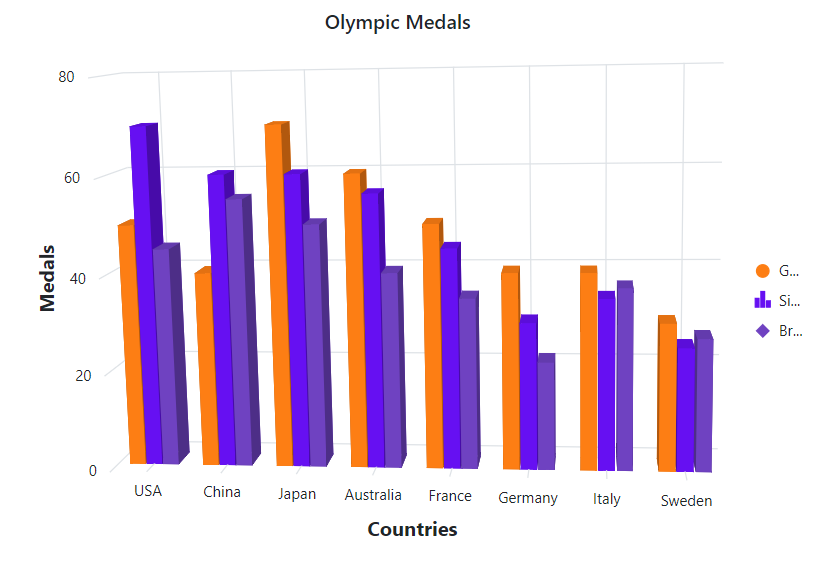 Olympic Medals
80
60
40
20
0
Medals
USA
China
Japan
Australia
France
Germany
Italy
Sweden
Countries
G...
Si...
Br...